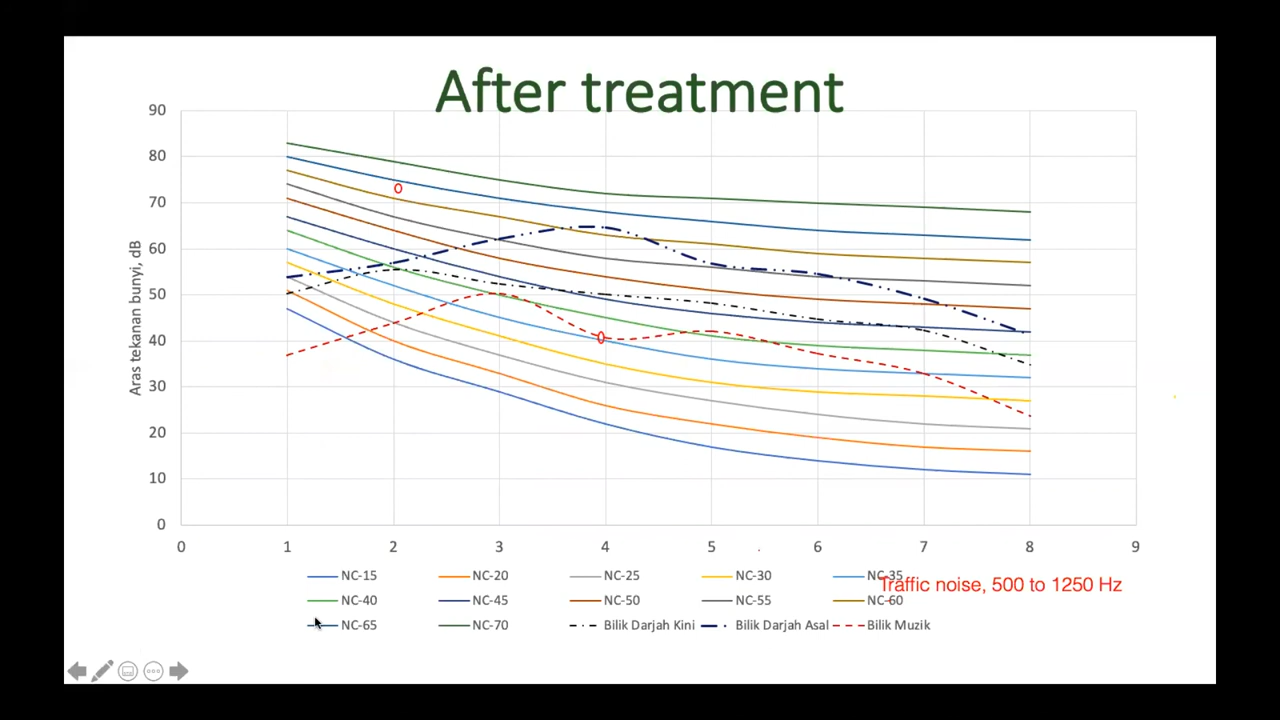 After treatment
90
80
70
60
50
40
30
20
10
0
Aras tekanan bunyi, dB
0 1 2 3 4 5 6 7 8 9
NC-15 NC-20 NC-25 NC-30 NC-35
Traffic noise, 500 to 1250 Hz
NC-40 NC-45 NC-50 NC-55 NC-60
NC-65 NC-70 Bilik Darjah Kini Bilik Darjah Asal Bilik Muzik